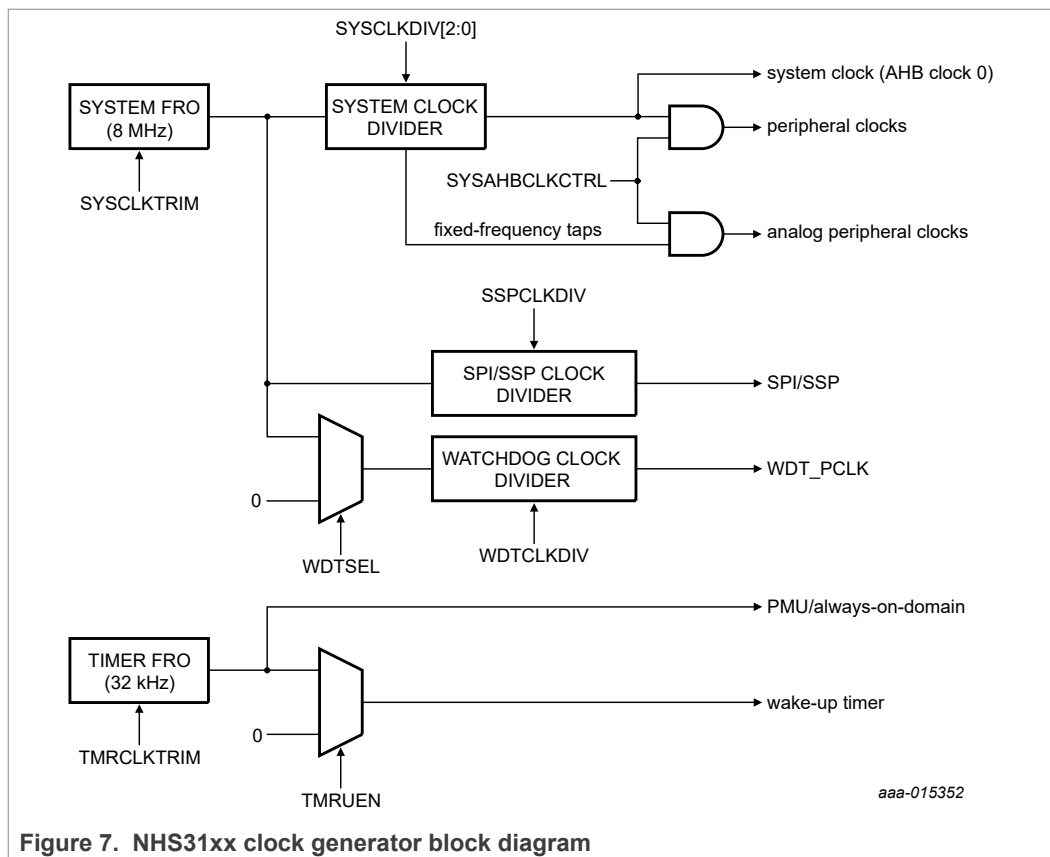 SYSCLKDIV[2:0]
system clock (AHB clock 0)
SYSTEM FRO
(8 MHz)
SYSTEM CLOCK
DIVIDER
peripheral clocks
SYSAHBCLKCTRL
SYSCLKTRIM
fixed-frequency taps
analog peripheral clocks
SSPCLKDIV
SPI/SSP CLOCK
DIVIDER
SPI/SSP
WATCHDOG CLOCK
DIVIDER
WDT_PCLK
0
WDTSEL
WDTCLKDIV
PMU/always-on-domain
TIMER FRO
(32 kHz)
wake-up timer
0
TMRCLKTRIM
TMRUEN
aaa-015352
Figure 7. NHS31xx clock generator block diagram